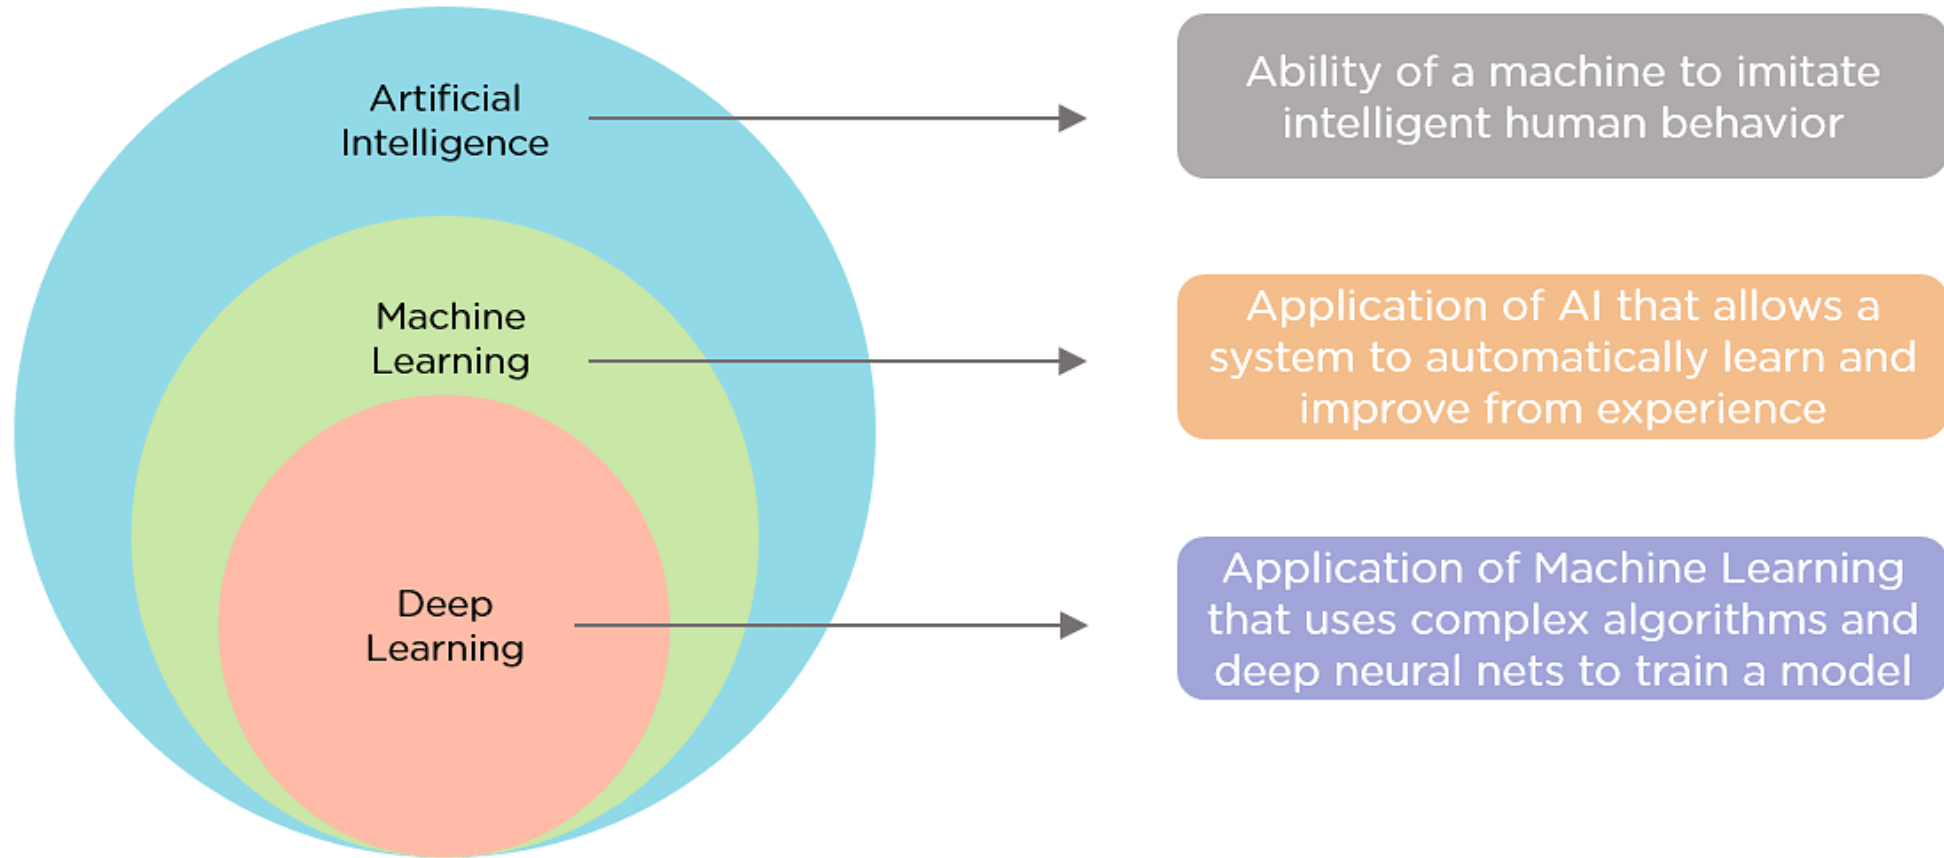 Artificial
Intelligence
Ability of a machine to imitate
intelligent human behavior
Machine
Learning
Application of AI that allows a
system to automatically learn and
improve from experience
Deep
Learning
Application of Machine Learning
that uses complex algorithms and
deep neural nets to train a model